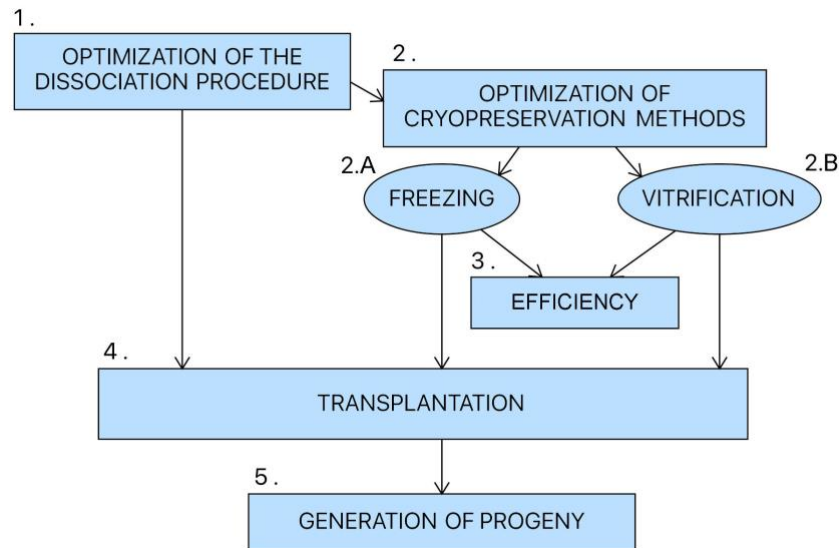 1.
OPTIMIZATION OF THE
DISSOCIATION PROCEDURE
2.
OPTIMIZATION OF
CRYOPRESERVATION METHODS
2.A
FREEZING
2.B
VITRIFICATION
3.
EFFICIENCY
4.
TRANSPLANTATION
5.
GENERATION OF PROGENY